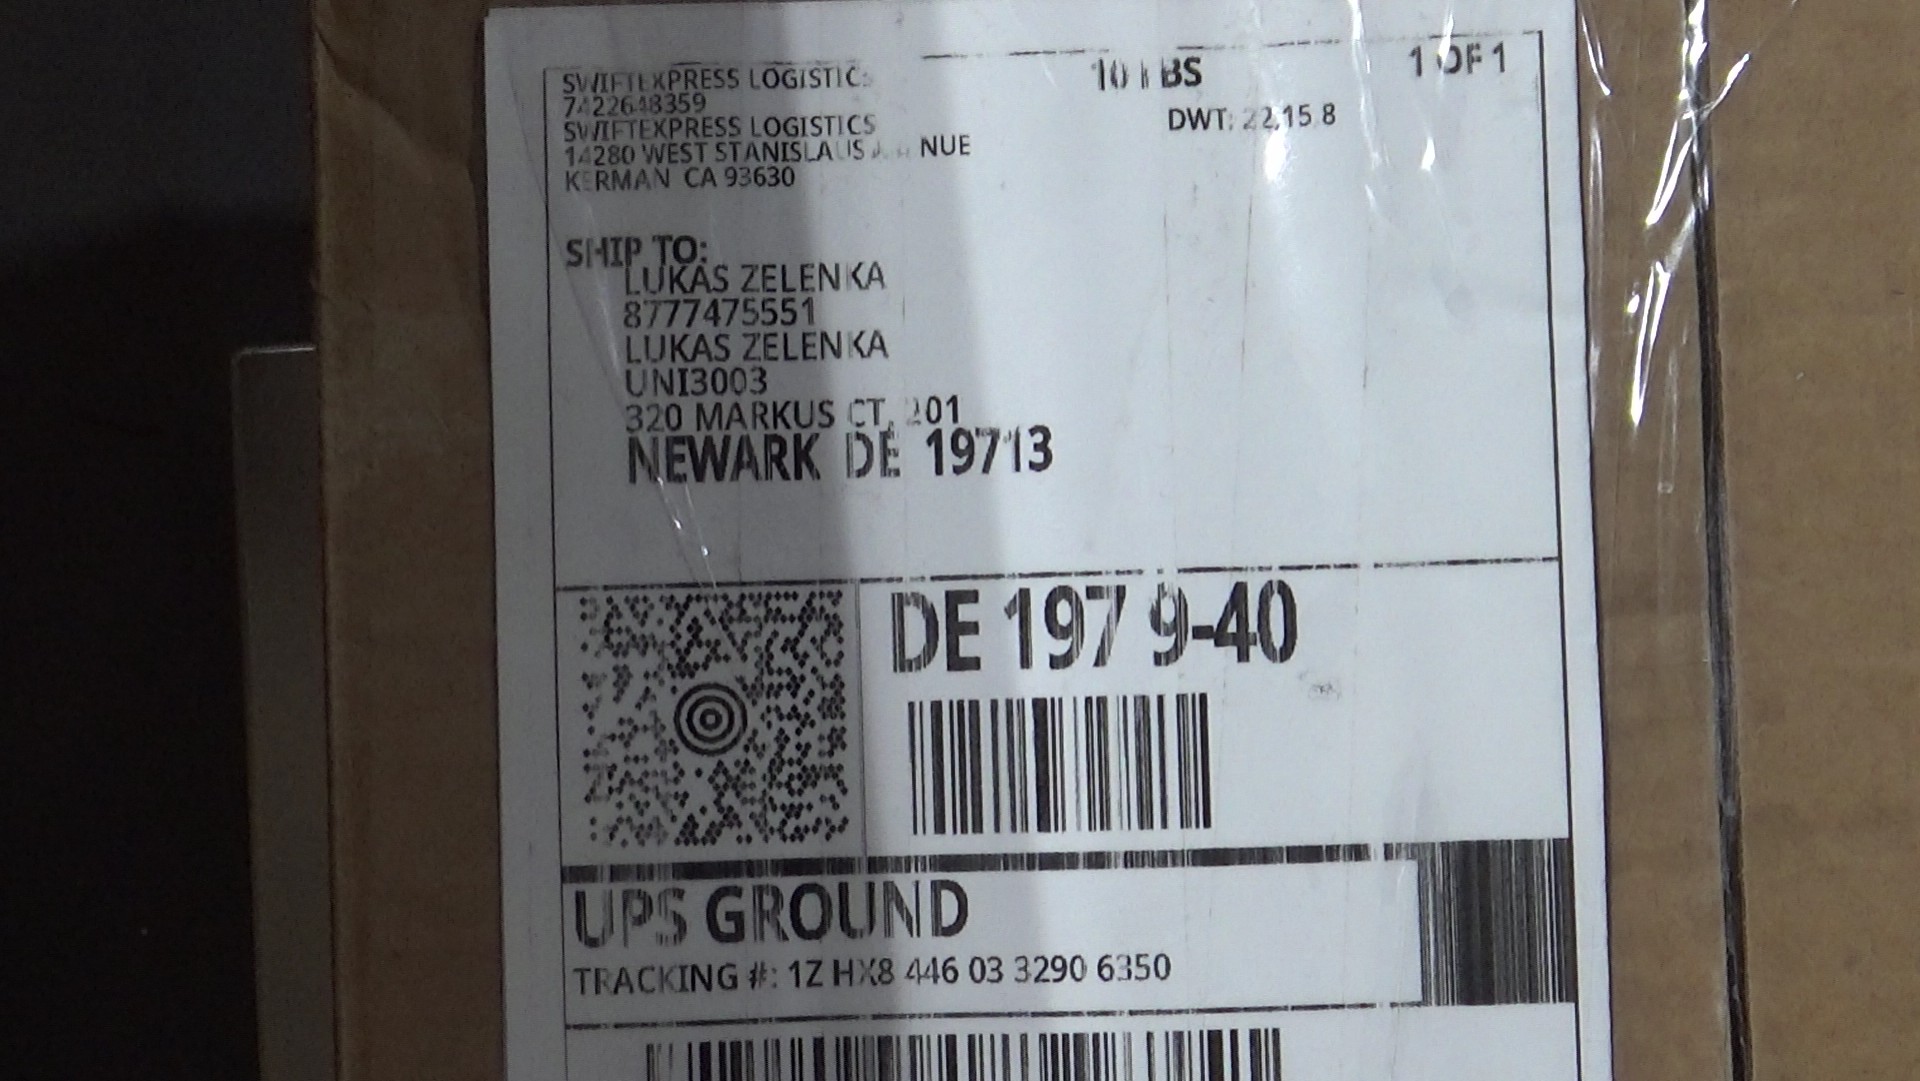 SWIFTEXPRESS LOGISTICS
7422648359
SWIFTEXPRESS LOGISTICS
14280 WEST STANISLAUS
KERMAN CA 93630
10 LBS
1 OF 1
DWT: 22,15 8
SHIP TO:
LUKAS ZELENKA
8777475551
LUKAS ZELENKA
UNI3003
320 MARKUS CT, 201
NEWARK DE 19713
DE 197 9-40
UPS GROUND
TRACKING #: 1Z HX8 446 03 3290 6350